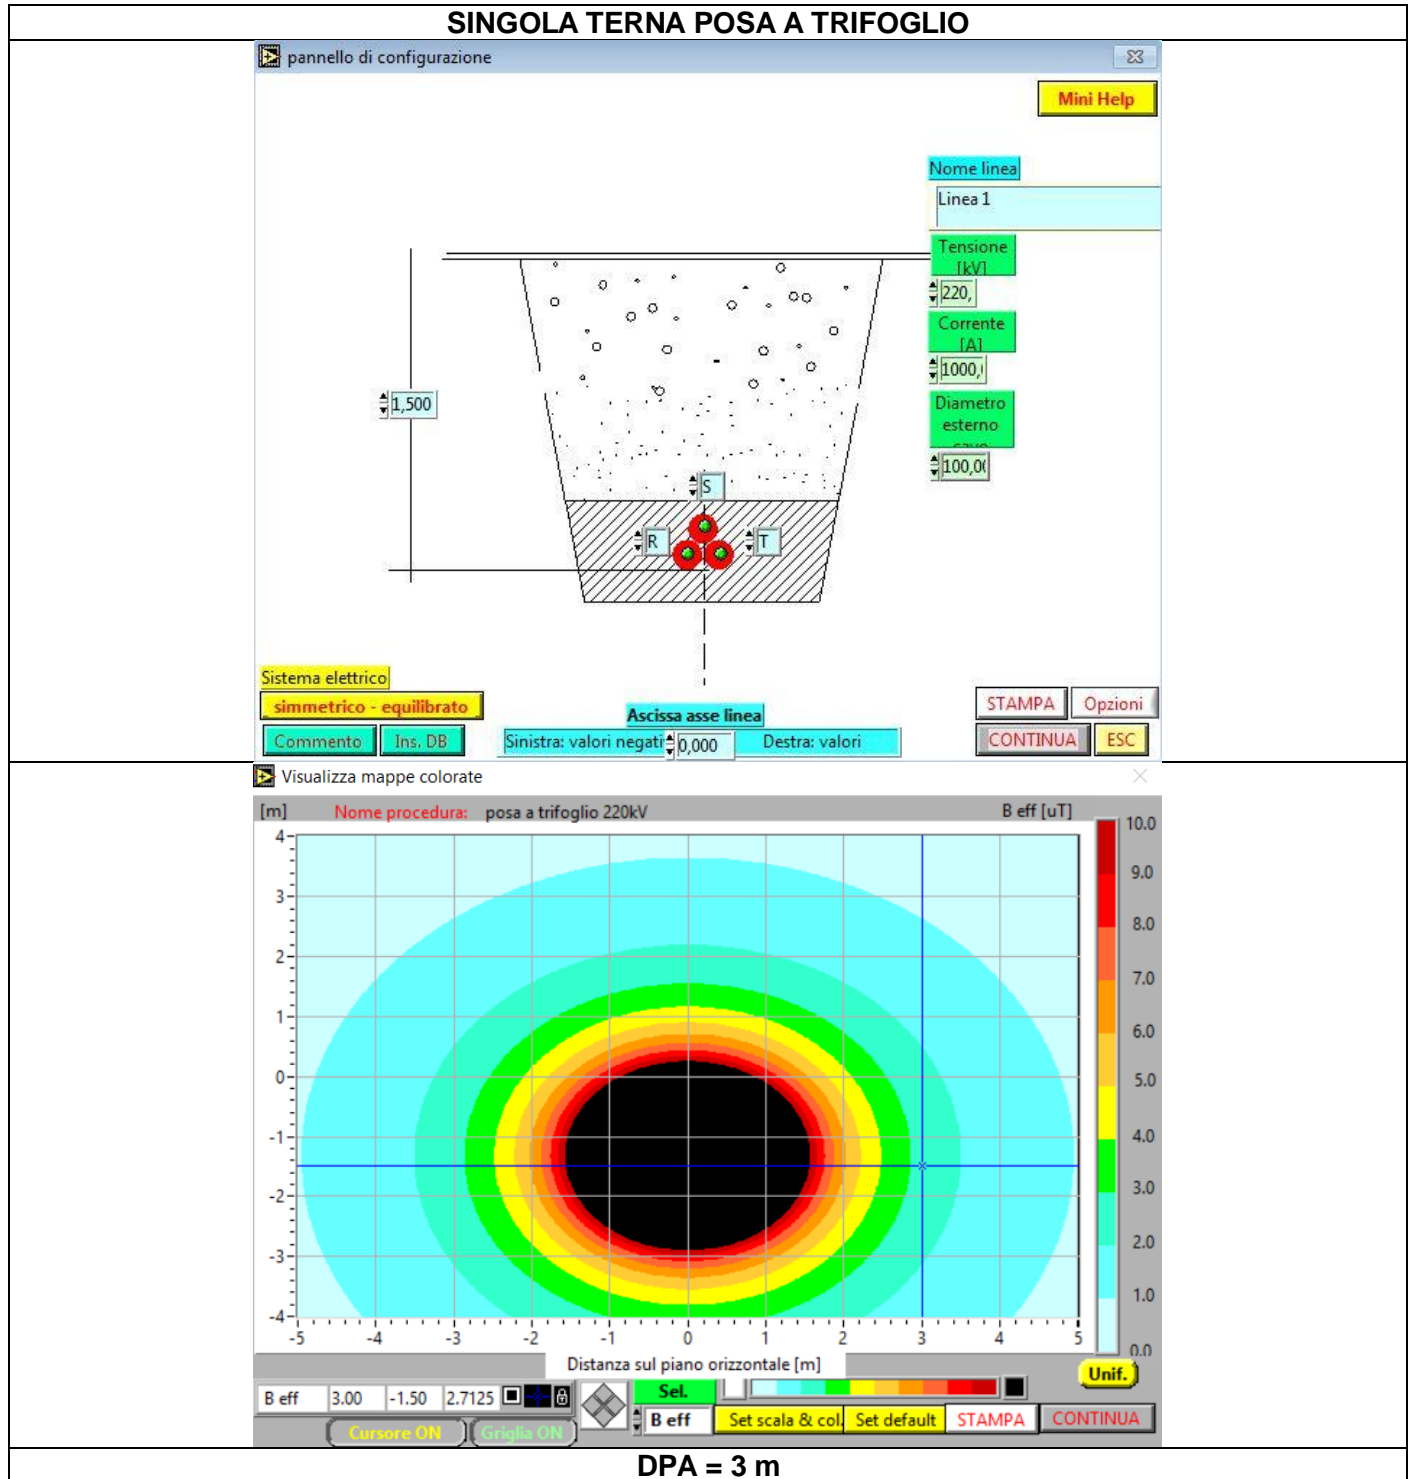 SINGOLA TERNA POSA A TRIFOGLIO
pannello di configurazione
Mini Help
Nome linea
Linea 1
Tensione
[kV]
220,
Corrente
[A]
1000,
1,500
Diametro
esterno
100,0
S
R
T
Sistema elettrico
simmetrico - equilibrato
Commento
Ins. DB
Ascissa asse linea
Sinistra: valori negati
0,000
Destra: valori
STAMPA
Opzioni
CONTINUA
ESC
Visualizza mappe colorate
[m]
Nome procedura: posa a trifoglio 220kV
B eff [uT]
10.0
9.0
8.0
7.0
6.0
5.0
4.0
3.0
2.0
1.0
0.0
4
3
2
1
0
-1
-2
-3
-4
-5 -4 -3 -2 -1 0 1 2 3 4 5
Distanza sul piano orizzontale [m]
Unif.
B eff 3.00 -1.50 2.7125
Sel.
B eff
Set scala & col.
Set default
STAMPA
CONTINUA
Cursore ON
Griglia ON
DPA = 3 m